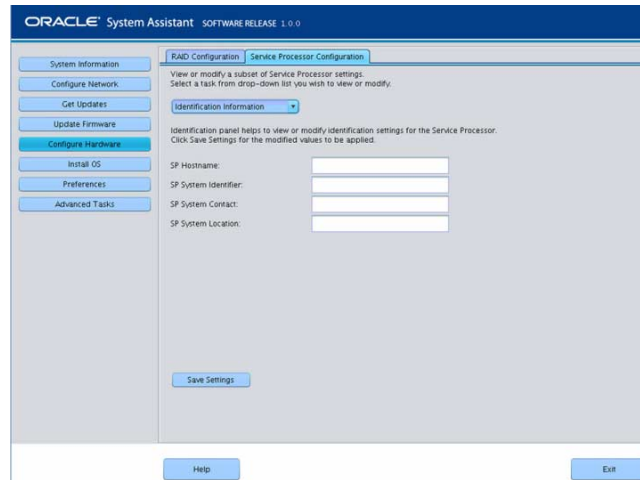 ORACLE® System Assistant SOFTWARE RELEASE 1.0.0
System Information
Configure Network
Get Updates
Update Firmware
Configure Hardware
Install OS
Preferences
Advanced Tasks
RAID Configuration
Service Processor Configuration
View or modify a subset of Service Processor settings.
Select a task from drop-down list you wish to view or modify.
Identification Information
Identification panel helps to view or modify identification settings for the Service Processor.
Click Save Settings for the modified values to be applied.
SP Hostname:
SP System Identifier:
SP System Contact:
SP System Location:
Save Settings
Help
Exit